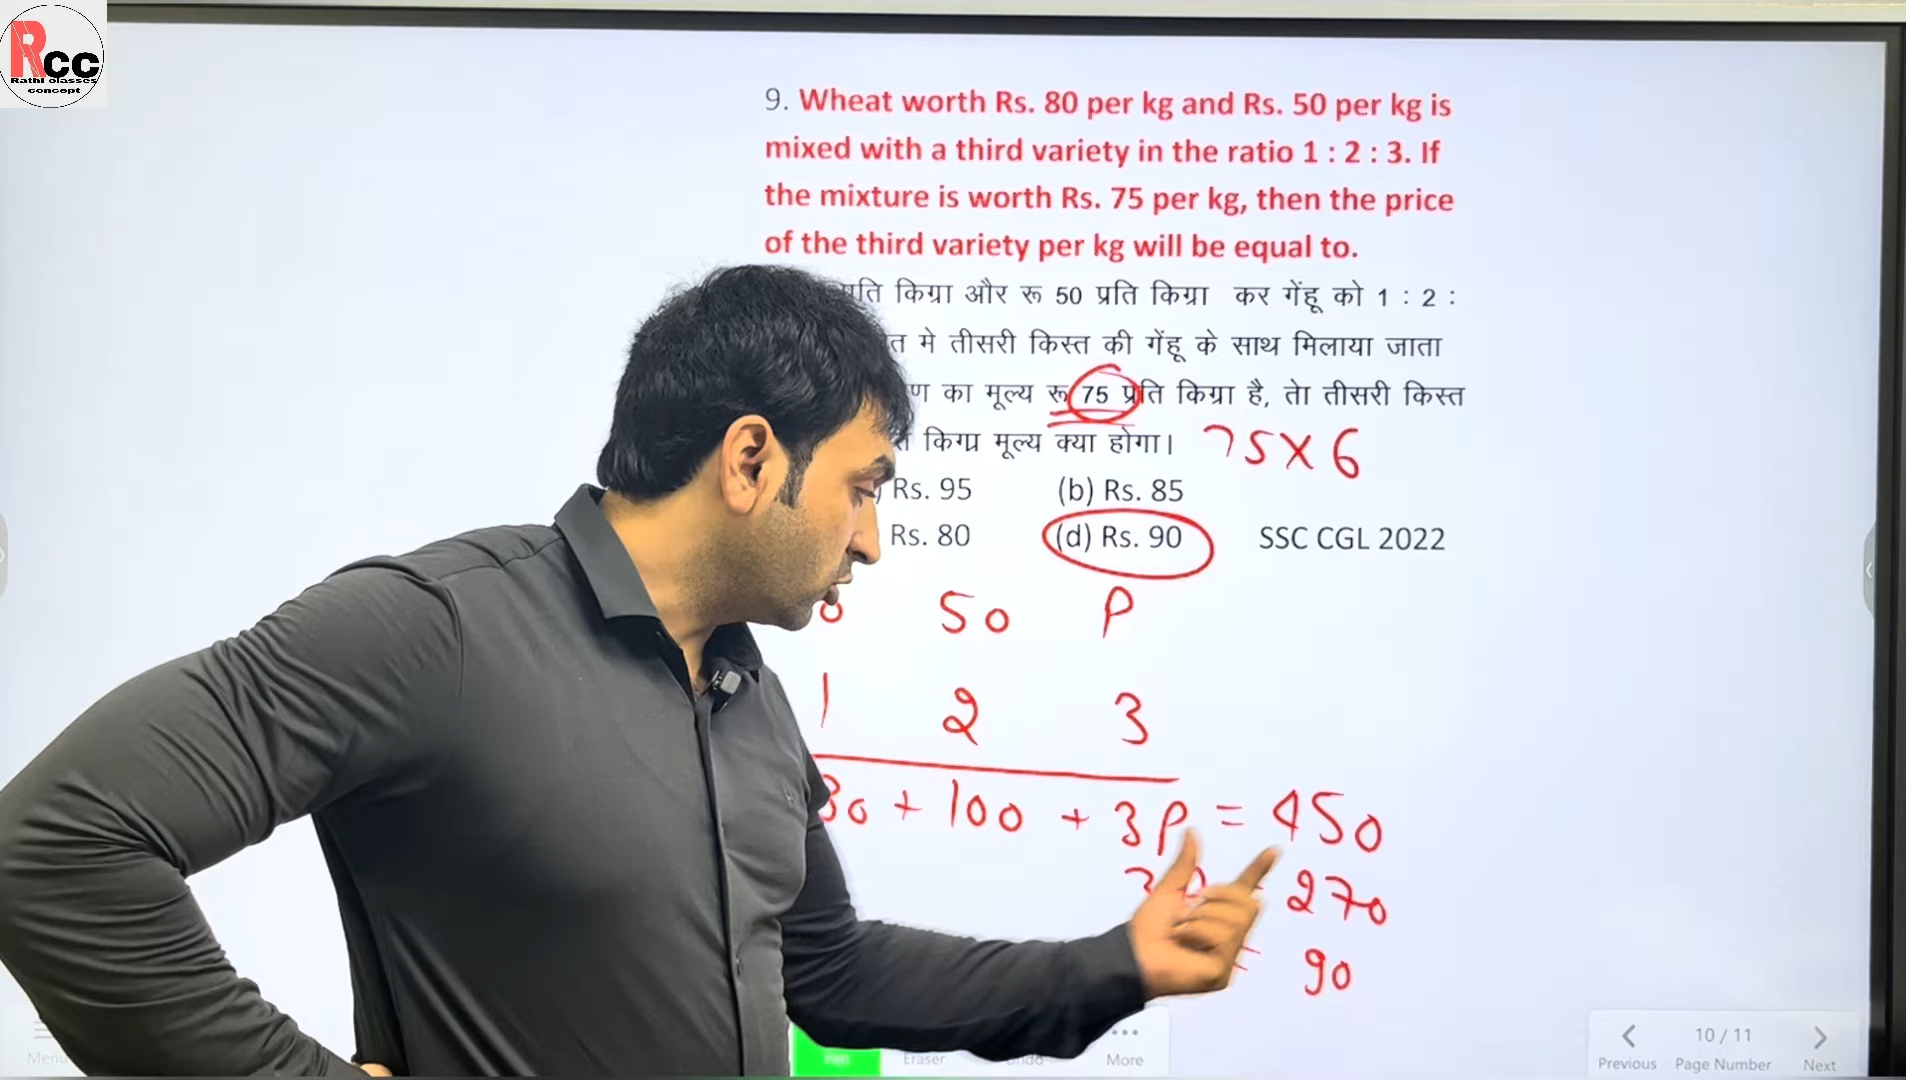 Rcc
Rathi classes
concept
9. Wheat worth Rs. 80 per kg and Rs. 50 per kg is
mixed with a third variety in the ratio 1 : 2 : 3. If
the mixture is worth Rs. 75 per kg, then the price
of the third variety per kg will be equal to.
किग्रा और रू 50 प्रति किग्रा कर गेंहू को 1 : 2 :
मे तीसरी किस्त की गेंहू के साथ मिलाया जाता
का मूल्य रू 75 प्रति किग्रा है, तेा तीसरी किस्त
किग्रा मूल्य क्या होगा।
75 × 6
Rs. 95 (b) Rs. 85
Rs. 80 (d) Rs. 90 SSC CGL 2022
50 P
1 2 3
80 + 100 + 3P = 450
270
= 90
Menu
Eraser
More
10 / 11
Previous Page Number Next